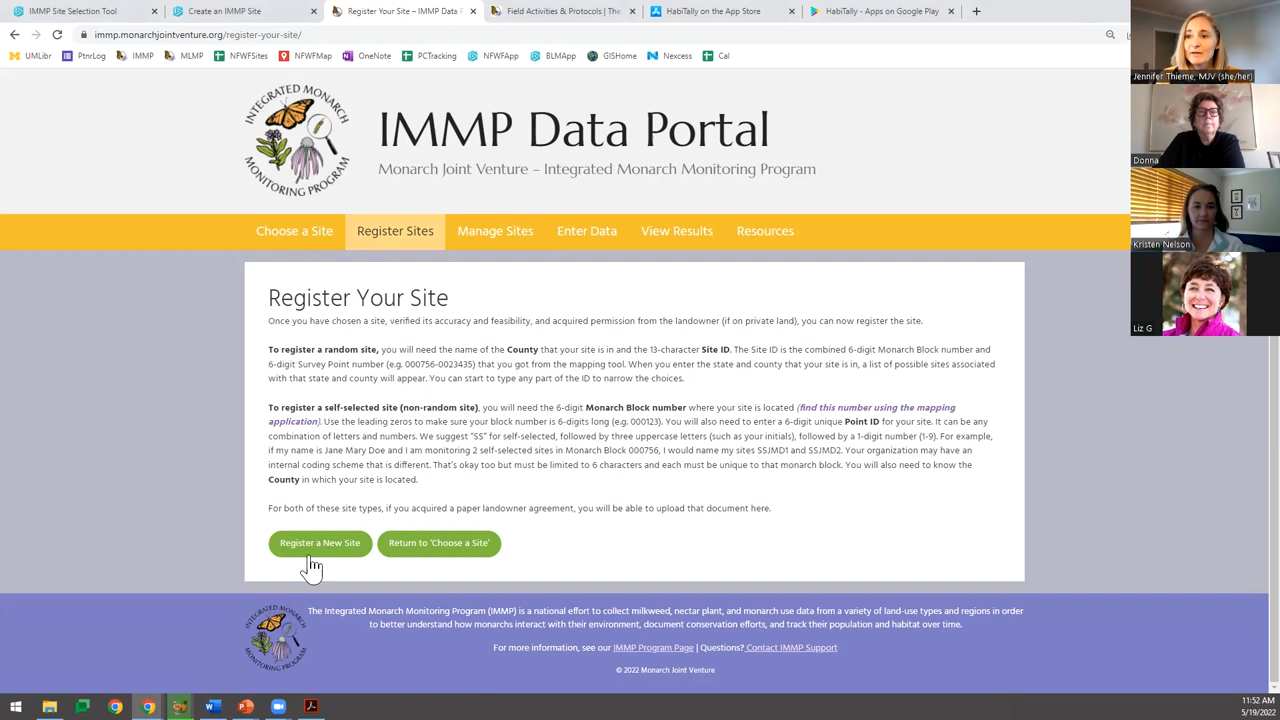 IMMP Site Selection Tool
Create an IMMP Site
Register Your Site – IMMP Data P
Field Activities & Protocols | The
HabiTally on the App Store
HabiTally - Apps on Google Play
immp.monarchjointventure.org/register-your-site/
UMLibr PtnrLog IMMP MLMP NFWFSites NFWFMap OneNote PCTracking NFWFApp BLMApp GISHome Nexcess Cal
Jennifer Thieme, MJV (she/her)
Donna
Kristen Nelson
Liz G
INTEGRATED MONARCH MONITORING PROGRAM
IMMP Data Portal
Monarch Joint Venture – Integrated Monarch Monitoring Program
Choose a Site Register Sites Manage Sites Enter Data View Results Resources
Register Your Site
Once you have chosen a site, verified its accuracy and feasibility, and acquired permission from the landowner (if on private land), you can now register the site.
To register a random site, you will need the name of the County that your site is in and the 13-character Site ID. The Site ID is the combined 6-digit Monarch Block number and
6-digit Survey Point number (e.g. 000756-0023435) that you got from the mapping tool. When you enter the state and county that your site is in, a list of possible sites associated
with that state and county will appear. You can start to type any part of the ID to narrow the choices.
To register a self-selected site (non-random site), you will need the 6-digit Monarch Block number where your site is located (find this number using the mapping
application). Use the leading zeros to make sure your block number is 6-digits long (e.g. 000123). You will also need to enter a 6-digit unique Point ID for your site. It can be any
combination of letters and numbers. We suggest "SS" for self-selected, followed by three uppercase letters (such as your initials), followed by a 1-digit number (1-9). For example,
if my name is Jane Mary Doe and I am monitoring 2 self-selected sites in Monarch Block 000756, I would name my sites SSJMD1 and SSJMD2. Your organization may have an
internal coding scheme that is different. That's okay too but must be limited to 6 characters and each must be unique to that monarch block. You will also need to know the
County in which your site is located.
For both of these site types, if you acquired a paper landowner agreement, you will be able to upload that document here.
Register a New Site Return to 'Choose a Site'
INTEGRATED MONARCH MONITORING PROGRAM
The Integrated Monarch Monitoring Program (IMMP) is a national effort to collect milkweed, nectar plant, and monarch use data from a variety of land-use types and regions in order
to better understand how monarchs interact with their environment, document conservation efforts, and track their population and habitat over time.
For more information, see our IMMP Program Page | Questions? Contact IMMP Support
© 2022 Monarch Joint Venture
11:52 AM
5/19/2022